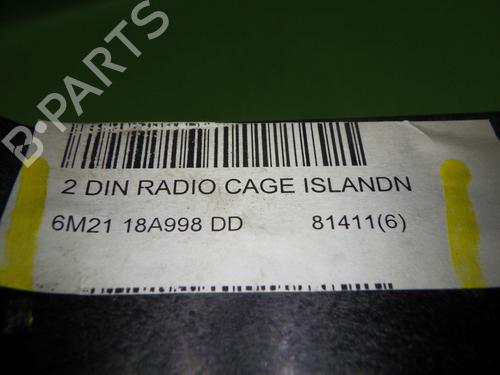 B-PARTS
2 DIN RADIO CAGE ISLANDN
6M21 18A998 DD 81411(6)